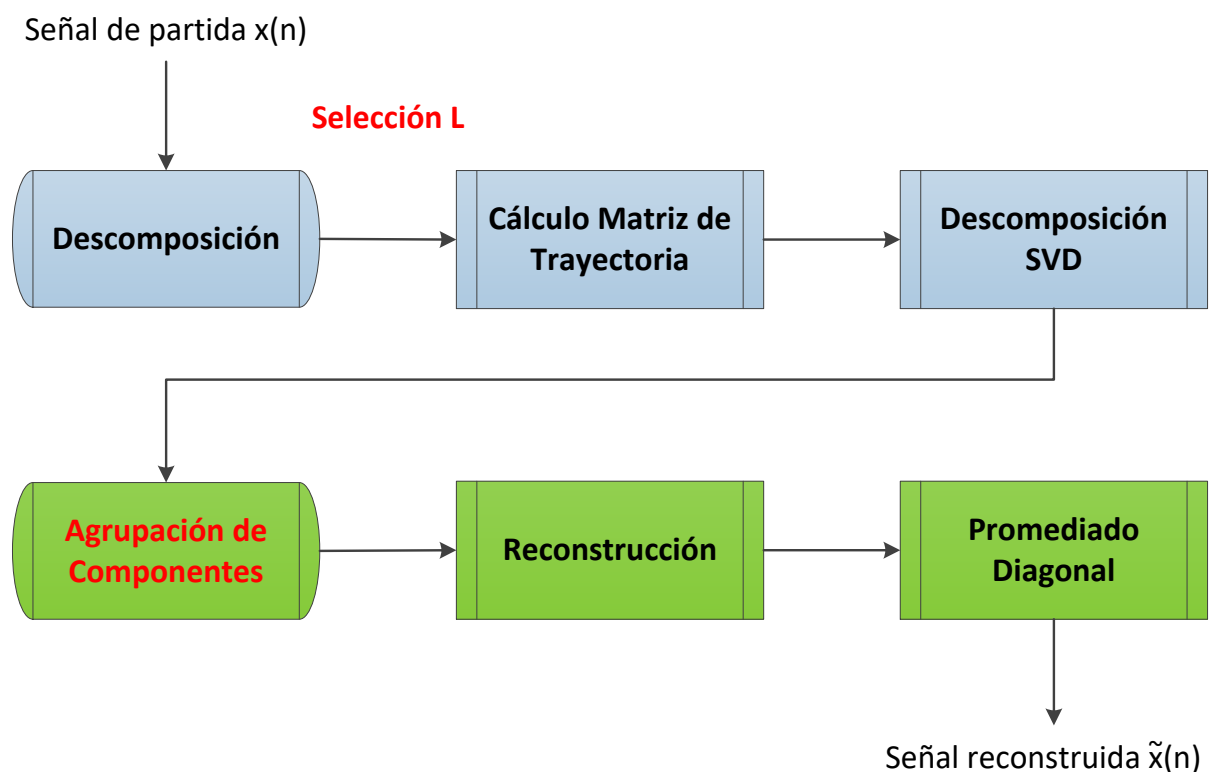 Señal de partida x(n)
Selección L
Descomposición
Cálculo Matriz de
Trayectoria
Descomposición
SVD
Agrupación de
Componentes
Reconstrucción
Promediado
Diagonal
Señal reconstruida x̃(n)